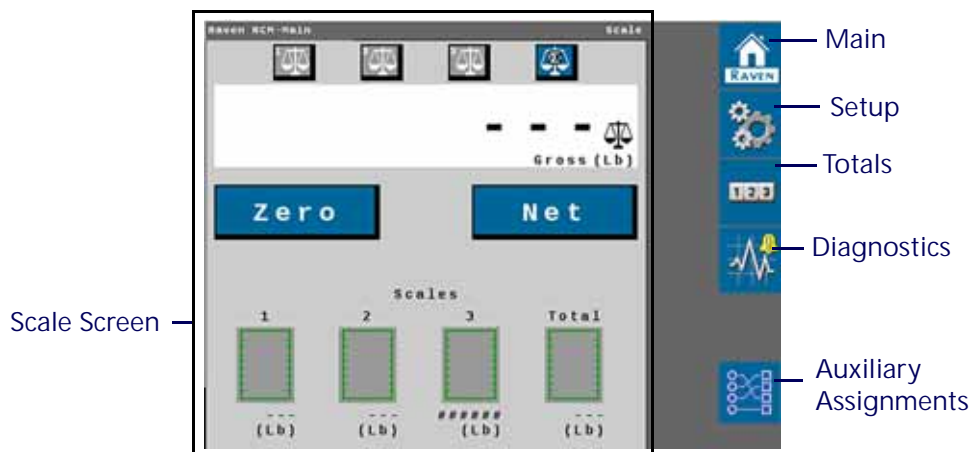 Raven RCM-Main Scale
- - -
Gross (Lb)
Zero Net
Scales
1 2 3 Total
--- --- ###### ---
(Lb) (Lb) (Lb) (Lb)
Scale Screen
RAVEN
123
Main
Setup
Totals
Diagnostics
Auxiliary
Assignments